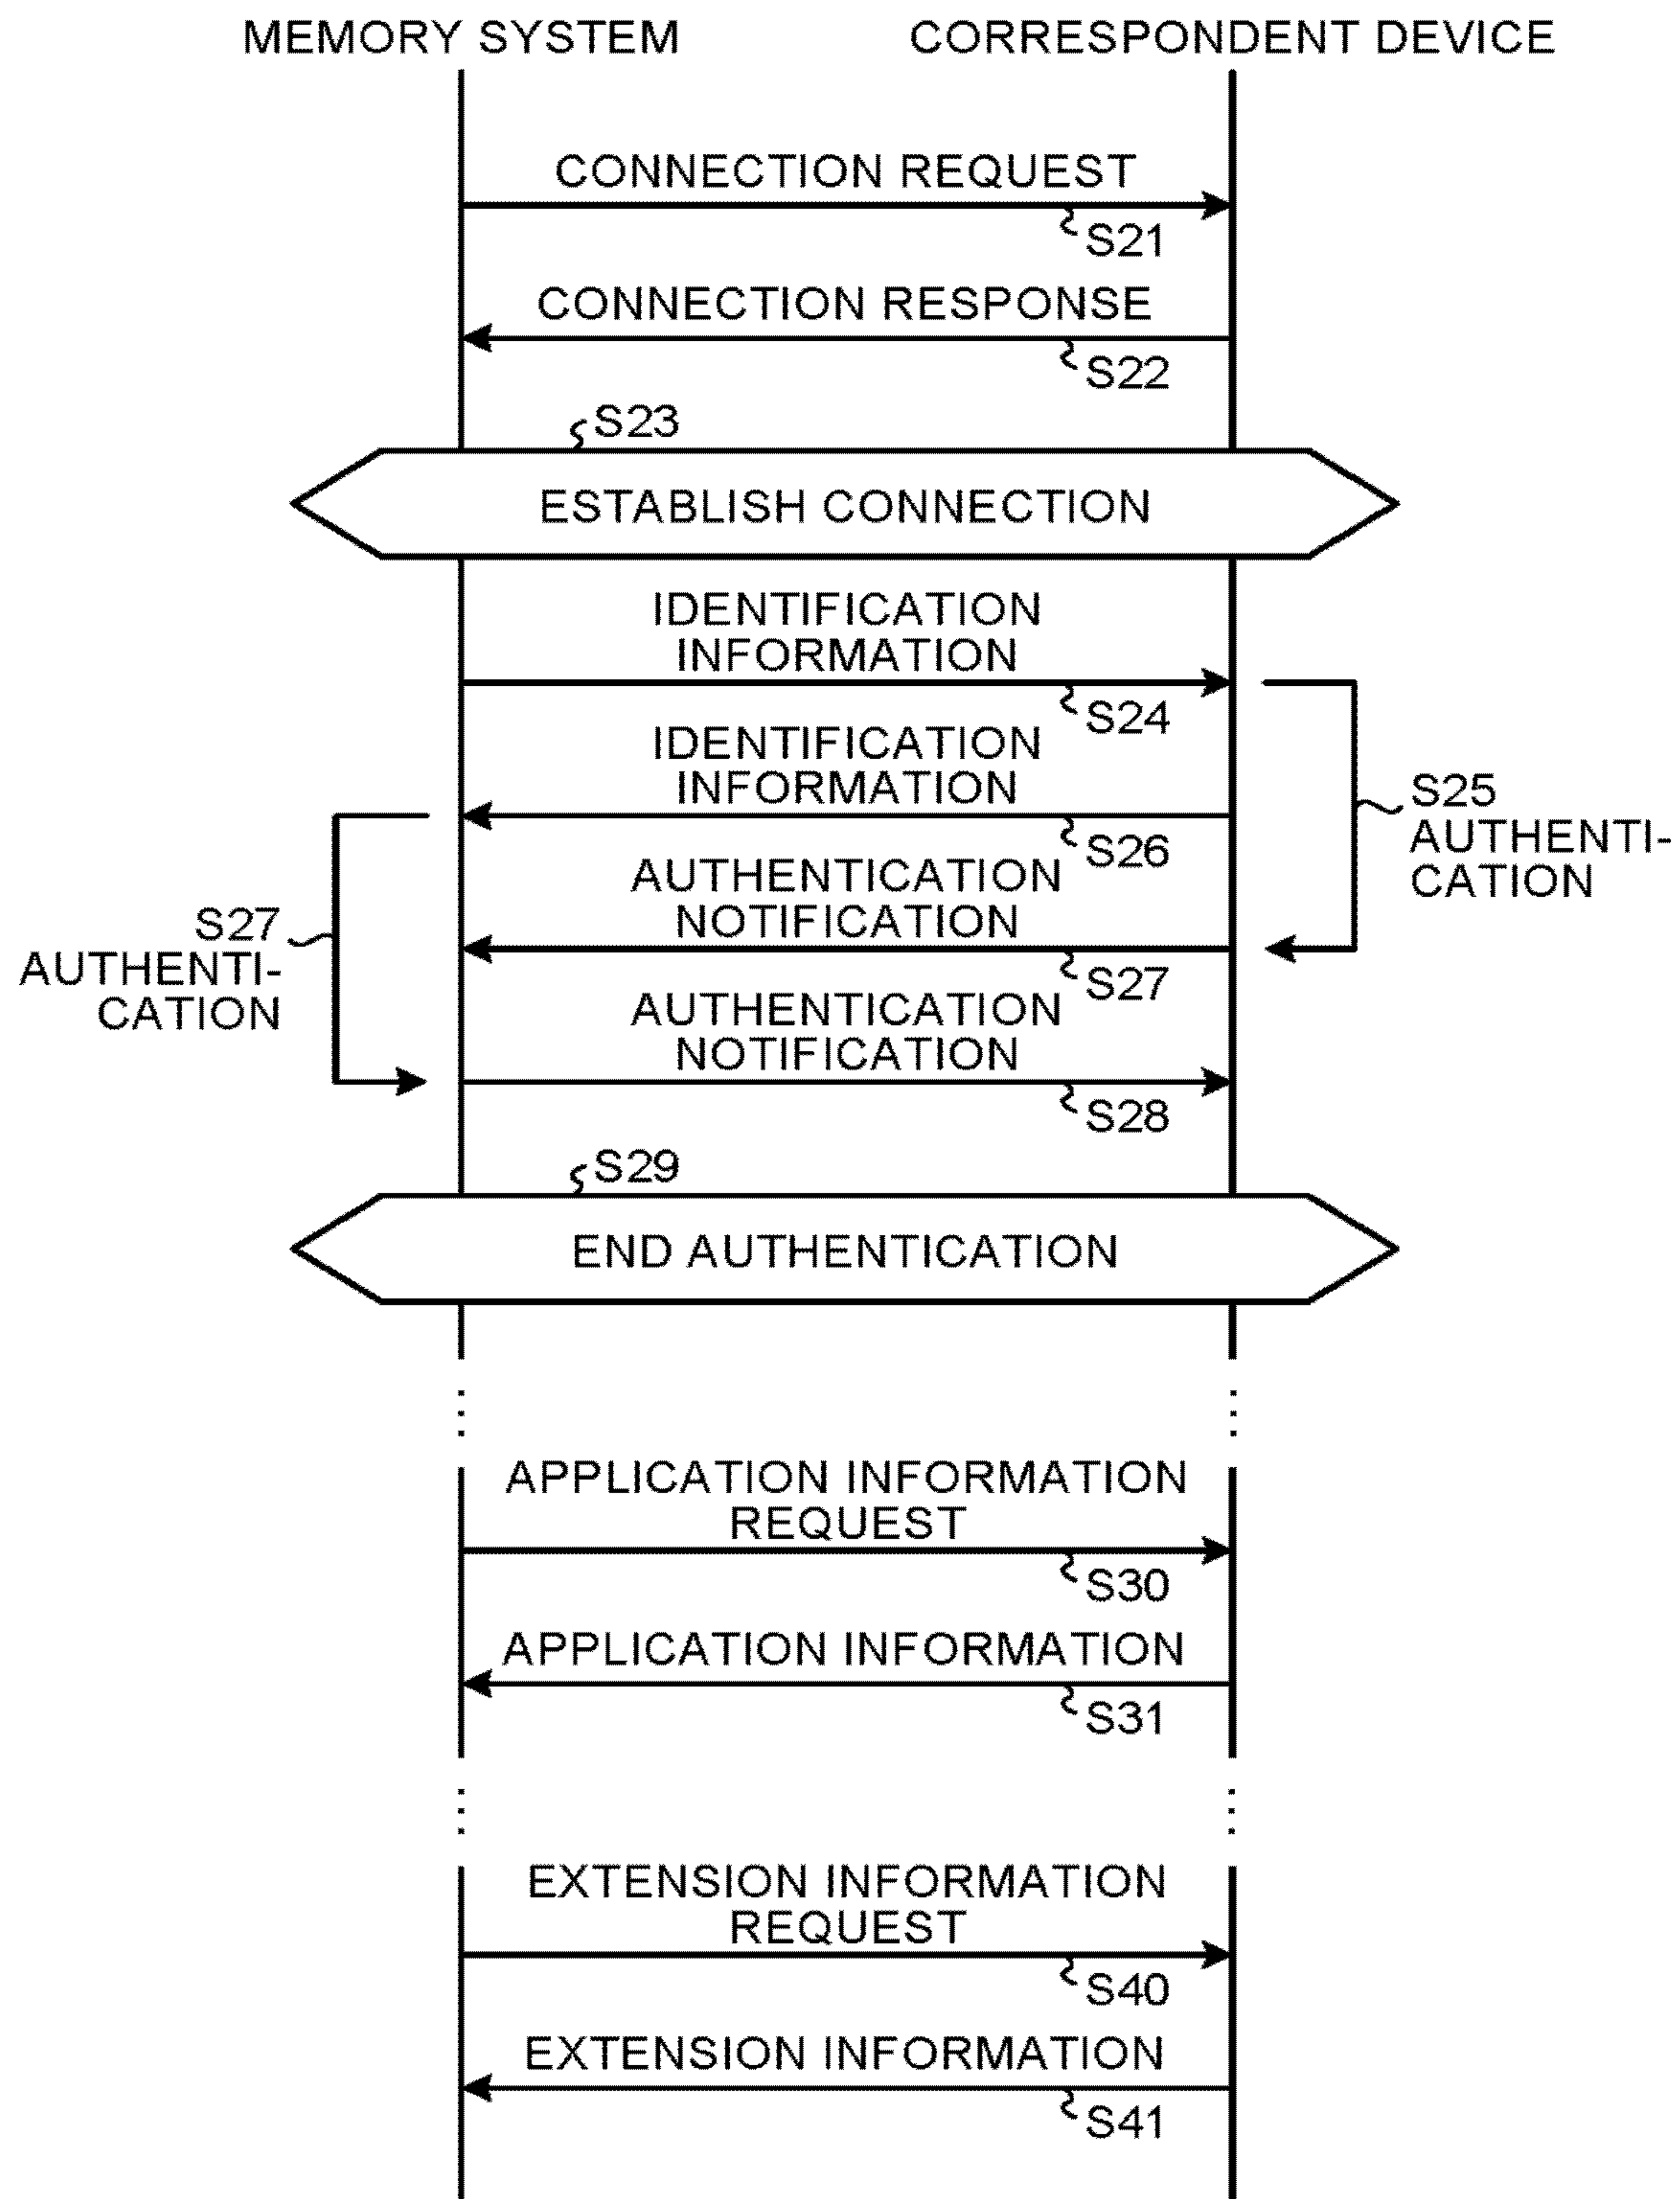 MEMORY SYSTEM
CORRESPONDENT DEVICE
CONNECTION REQUEST
S21
CONNECTION RESPONSE
S22
S23
ESTABLISH CONNECTION
IDENTIFICATION
INFORMATION
S24
IDENTIFICATION
INFORMATION
S26
S25
AUTHENTI-
CATION
AUTHENTICATION
NOTIFICATION
S27
S27
AUTHENTI-
CATION
AUTHENTICATION
NOTIFICATION
S28
S29
END AUTHENTICATION
APPLICATION INFORMATION
REQUEST
S30
APPLICATION INFORMATION
S31
EXTENSION INFORMATION
REQUEST
S40
EXTENSION INFORMATION
S41